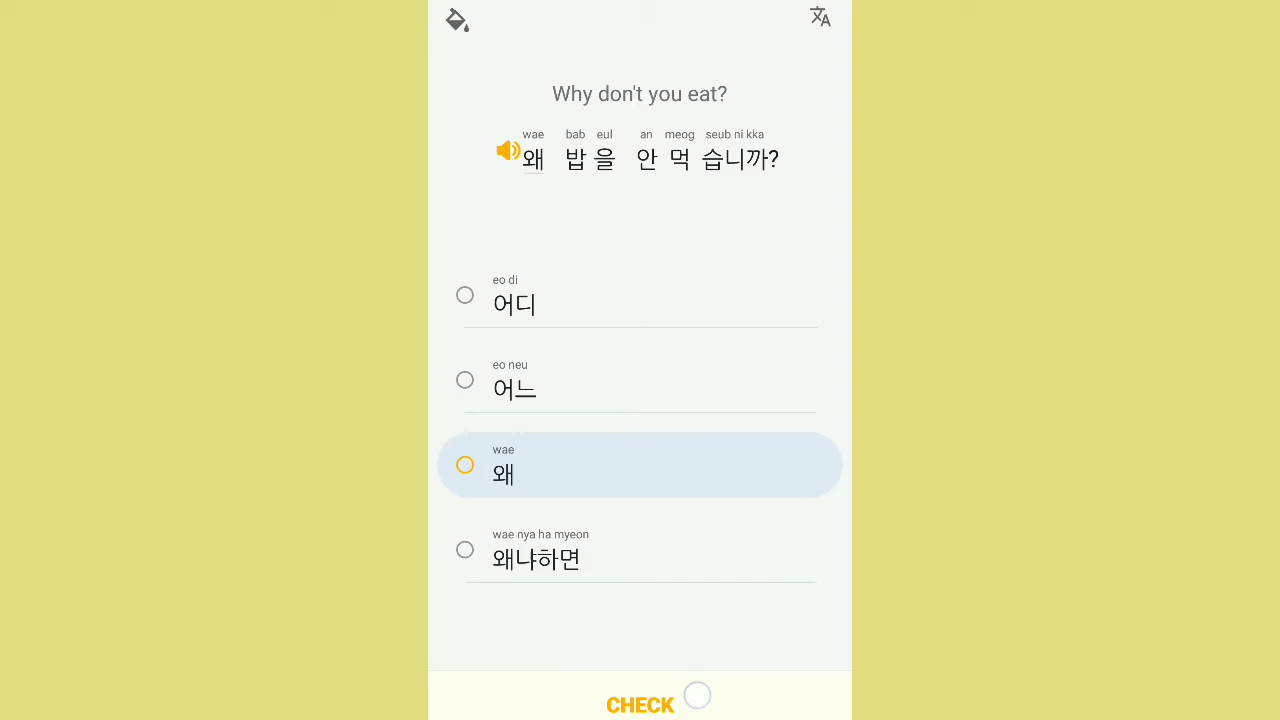 Why don't you eat?
wae bab eul an meog seub ni kka
왜 밥 을 안 먹 습니까?
eo di
어디
eo neu
어느
wae
왜
wae nya ha myeon
왜냐하면
CHECK